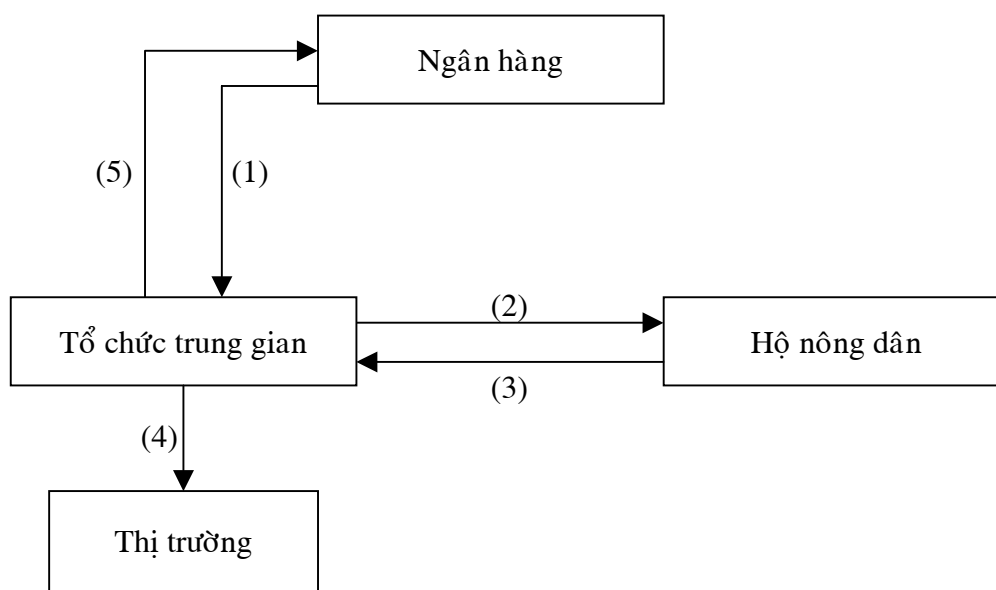 Ngân hàng
(5)
(1)
(2)
Tổ chức trung gian
Hộ nông dân
(3)
(4)
Thị trường